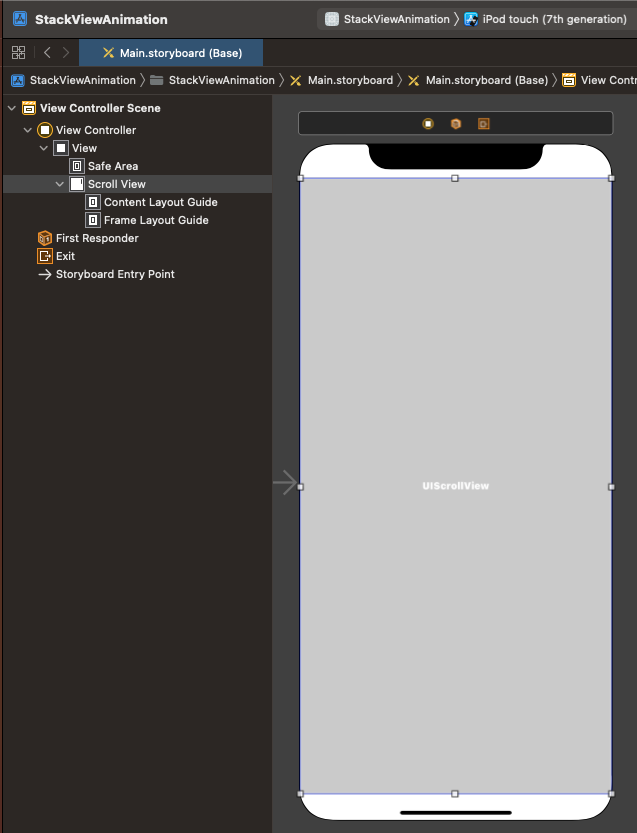 StackViewAnimation
StackViewAnimation 〉 iPod touch (7th generation)
Main.storyboard (Base)
StackViewAnimation 〉 StackViewAnimation 〉 Main.storyboard 〉 Main.storyboard (Base) 〉 View Contr
View Controller Scene
View Controller
View
Safe Area
Scroll View
Content Layout Guide
Frame Layout Guide
First Responder
Exit
Storyboard Entry Point
UIScrollView